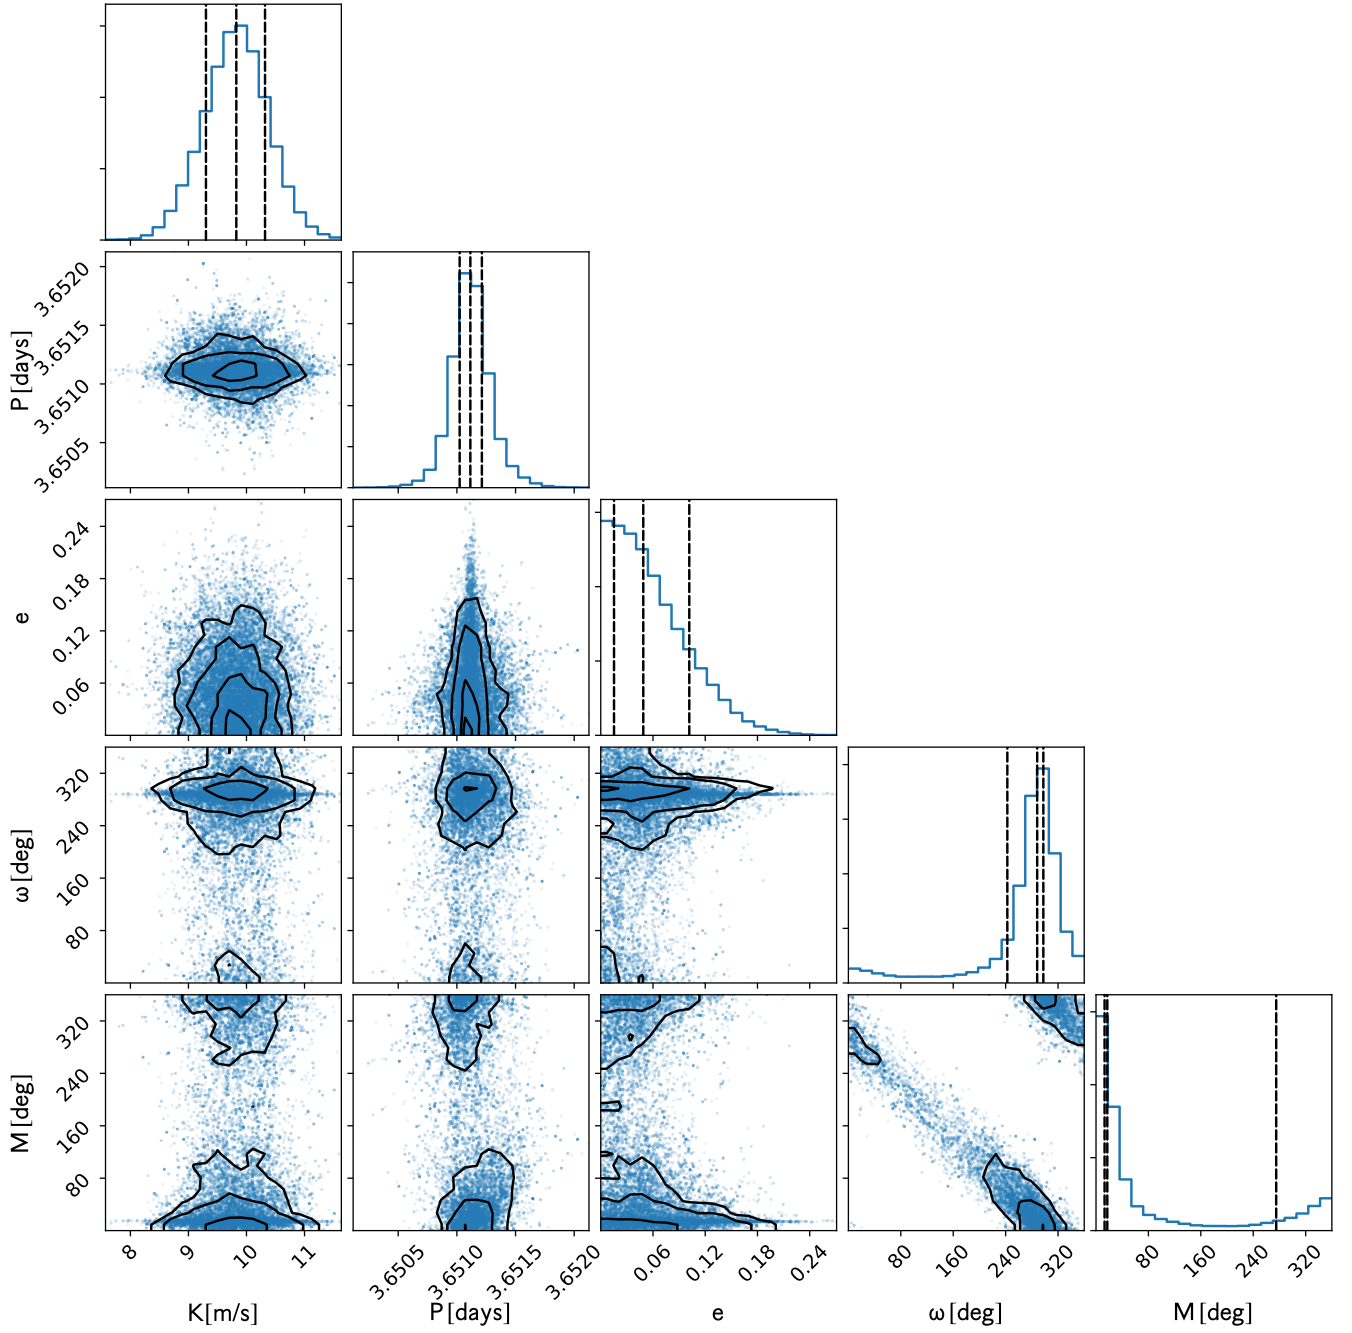 3.6520
3.6515
3.6510
3.6505
P [days]
0.24
0.18
0.12
0.06
e
320
240
160
80
ω [deg]
320
240
160
80
M [deg]
8 9 10 11
3.6505 3.6510 3.6515 3.6520
0.06 0.12 0.18 0.24
80 160 240 320
80 160 240 320
K[m/s] P [days] e ω [deg] M [deg]